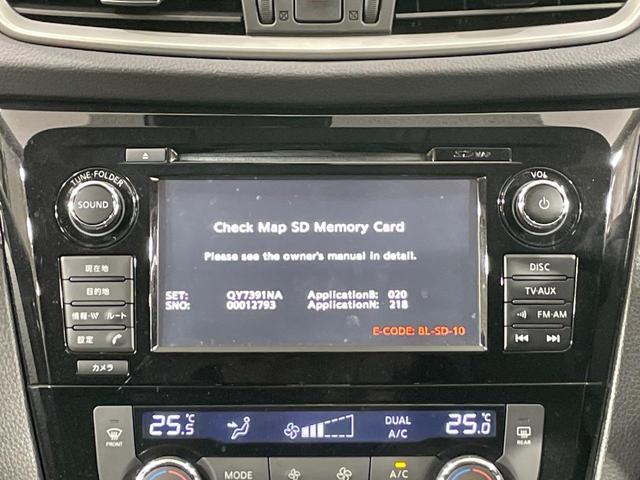 SD MAP
TUNE·FOLDER
SOUND
VOL
現在地
目的地
情報・VV ルート
設定
カメラ
DISC
TV·AUX
FM·AM
Check Map SD Memory Card
Please see the owner's manual in detail.
SET: QY7391NA ApplicationB: 020
SNO: 00012793 ApplicationN: 218
E-CODE: BL-SD-10
FRONT
25.5℃
DUAL
A/C
25.0℃
REAR
MODE
A/C